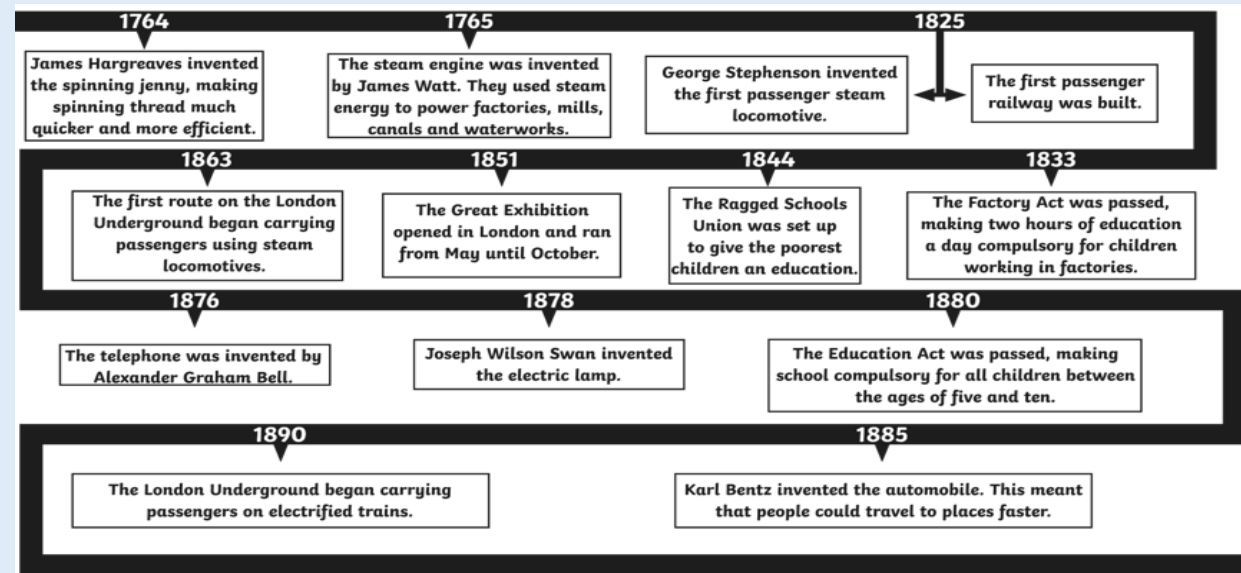 1764
James Hargreaves invented
the spinning jenny, making
spinning thread much
quicker and more efficient.
1765
The steam engine was invented
by James Watt. They used steam
energy to power factories, mills,
canals and waterworks.
1825
George Stephenson invented
the first passenger steam
locomotive.
The first passenger
railway was built.
1833
The Factory Act was passed,
making two hours of education
a day compulsory for children
working in factories.
1844
The Ragged Schools
Union was set up
to give the poorest
children an education.
1851
The Great Exhibition
opened in London and ran
from May until October.
1863
The first route on the London
Underground began carrying
passengers using steam
locomotives.
1876
The telephone was invented by
Alexander Graham Bell.
1878
Joseph Wilson Swan invented
the electric lamp.
1880
The Education Act was passed, making
school compulsory for all children between
the ages of five and ten.
1885
Karl Bentz invented the automobile. This meant
that people could travel to places faster.
1890
The London Underground began carrying
passengers on electrified trains.